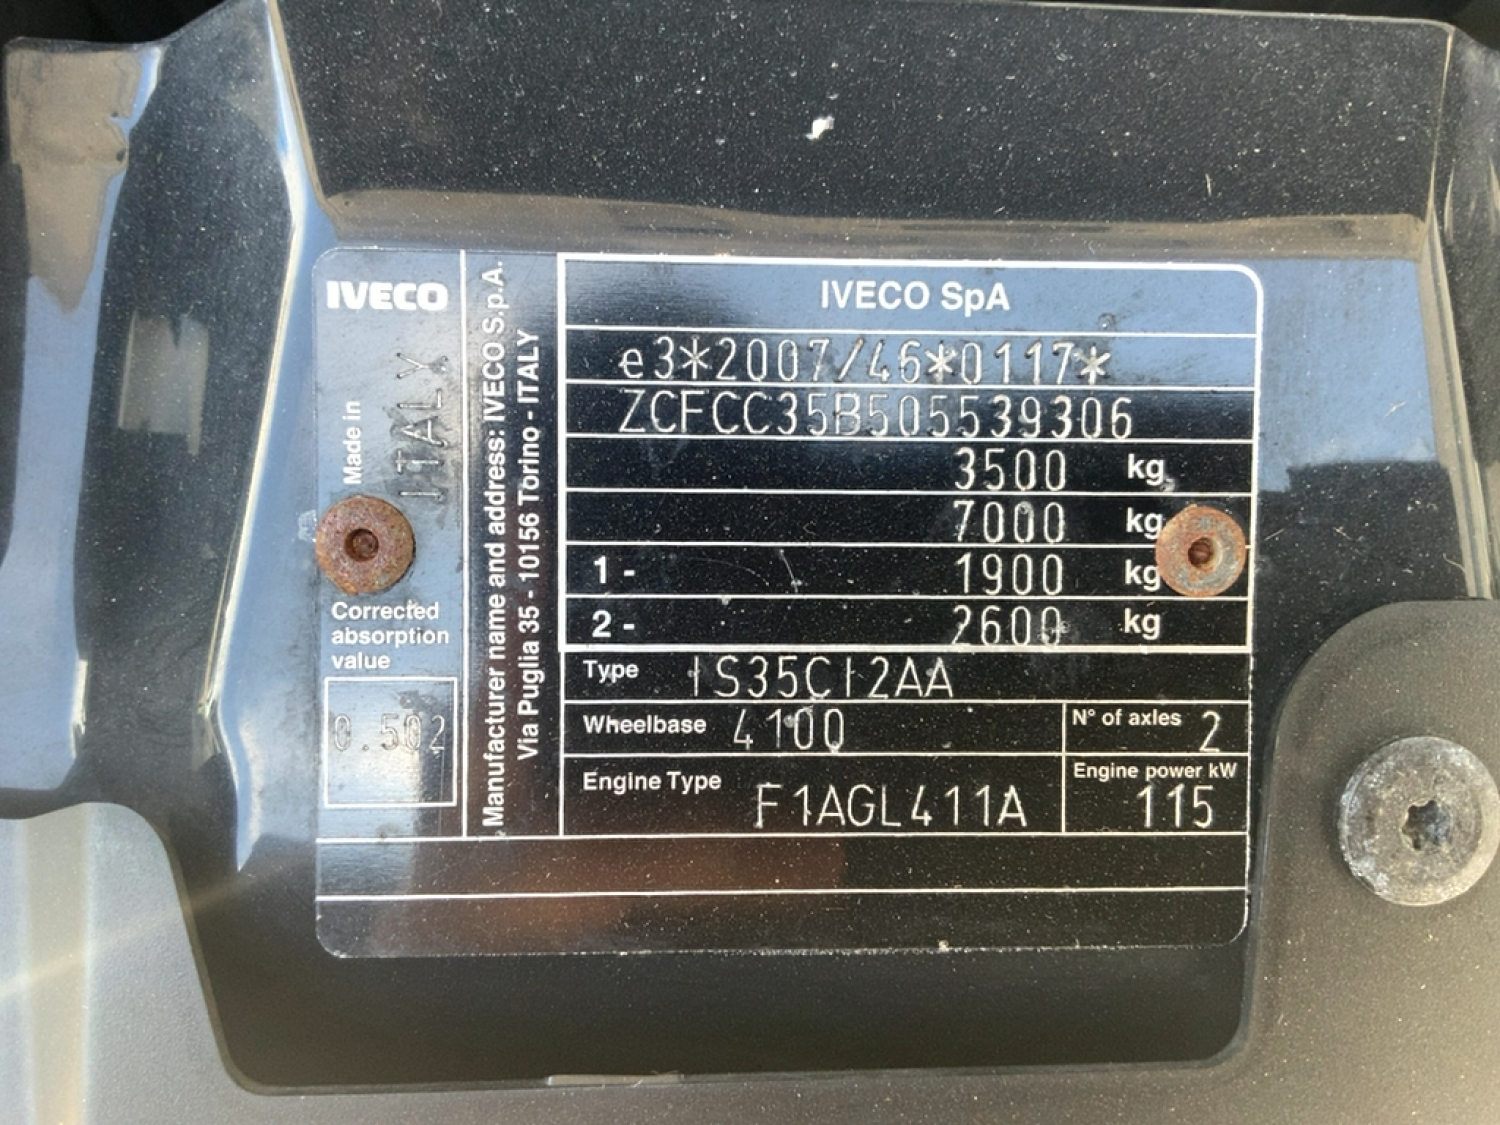 IVECO
Made in
ITALY
Corrected
absorption
value
0.502
Manufacturer name and address: IVECO S.p.A.
Via Puglia 35 - 10156 Torino - ITALY
IVECO SpA
e3*2007/46*0117*
ZCFCC35B505539306
3500 kg
7000 kg
1 - 1900 kg
2 - 2600 kg
Type IS35CI2AA
Wheelbase 4100
N° of axles 2
Engine Type F1AGL411A
Engine power kW
115